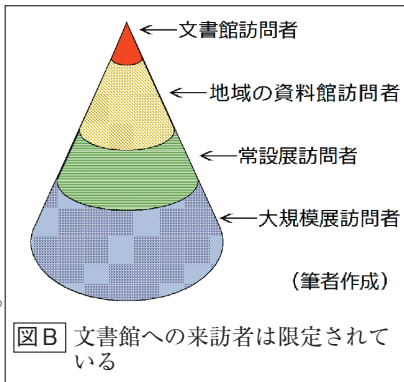 文書館訪問者
地域の資料館訪問者
常設展訪問者
大規模展訪問者
(筆者作成)
。
図B 文書館への来訪者は限定されて
いる